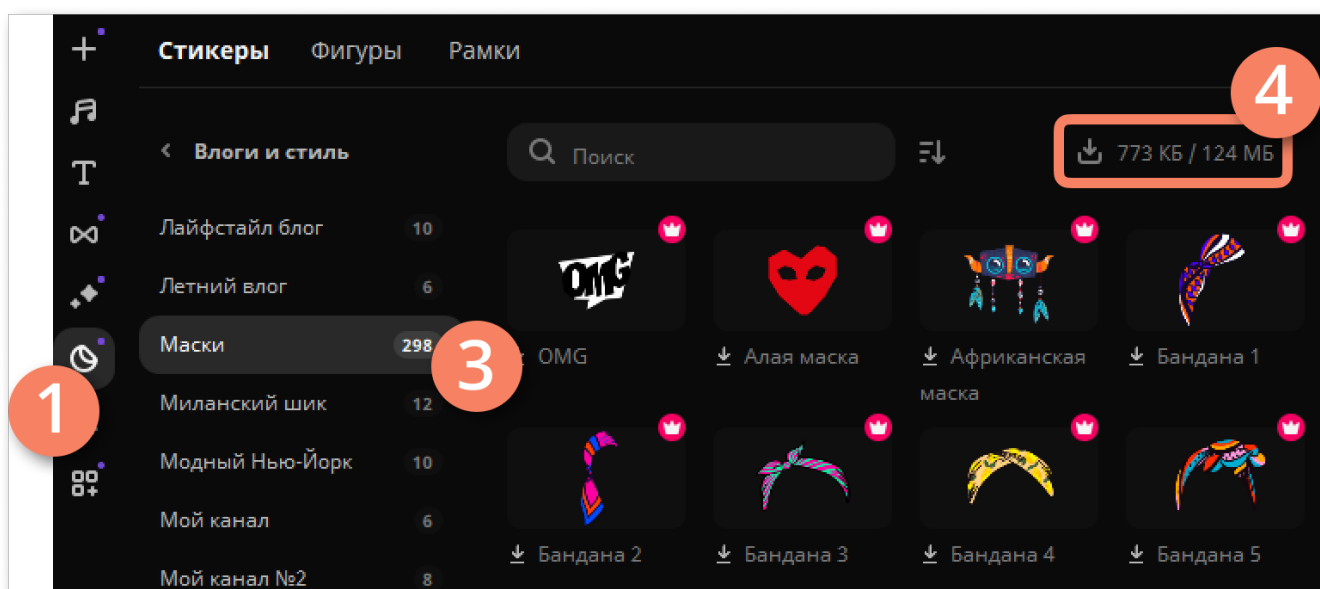 Стикеры Фигуры Рамки
4
Влоги и стиль
Поиск
773 КБ / 124 МБ
Лайфстайл блог 10
Летний влог 6
Маски 298
3
1
Миланский шик 12
Модный Нью-Йорк 10
Мой канал 6
Мой канал №2 8
OMG
OMG
Алая маска
Африканская
маска
Бандана 1
Бандана 2
Бандана 3
Бандана 4
Бандана 5